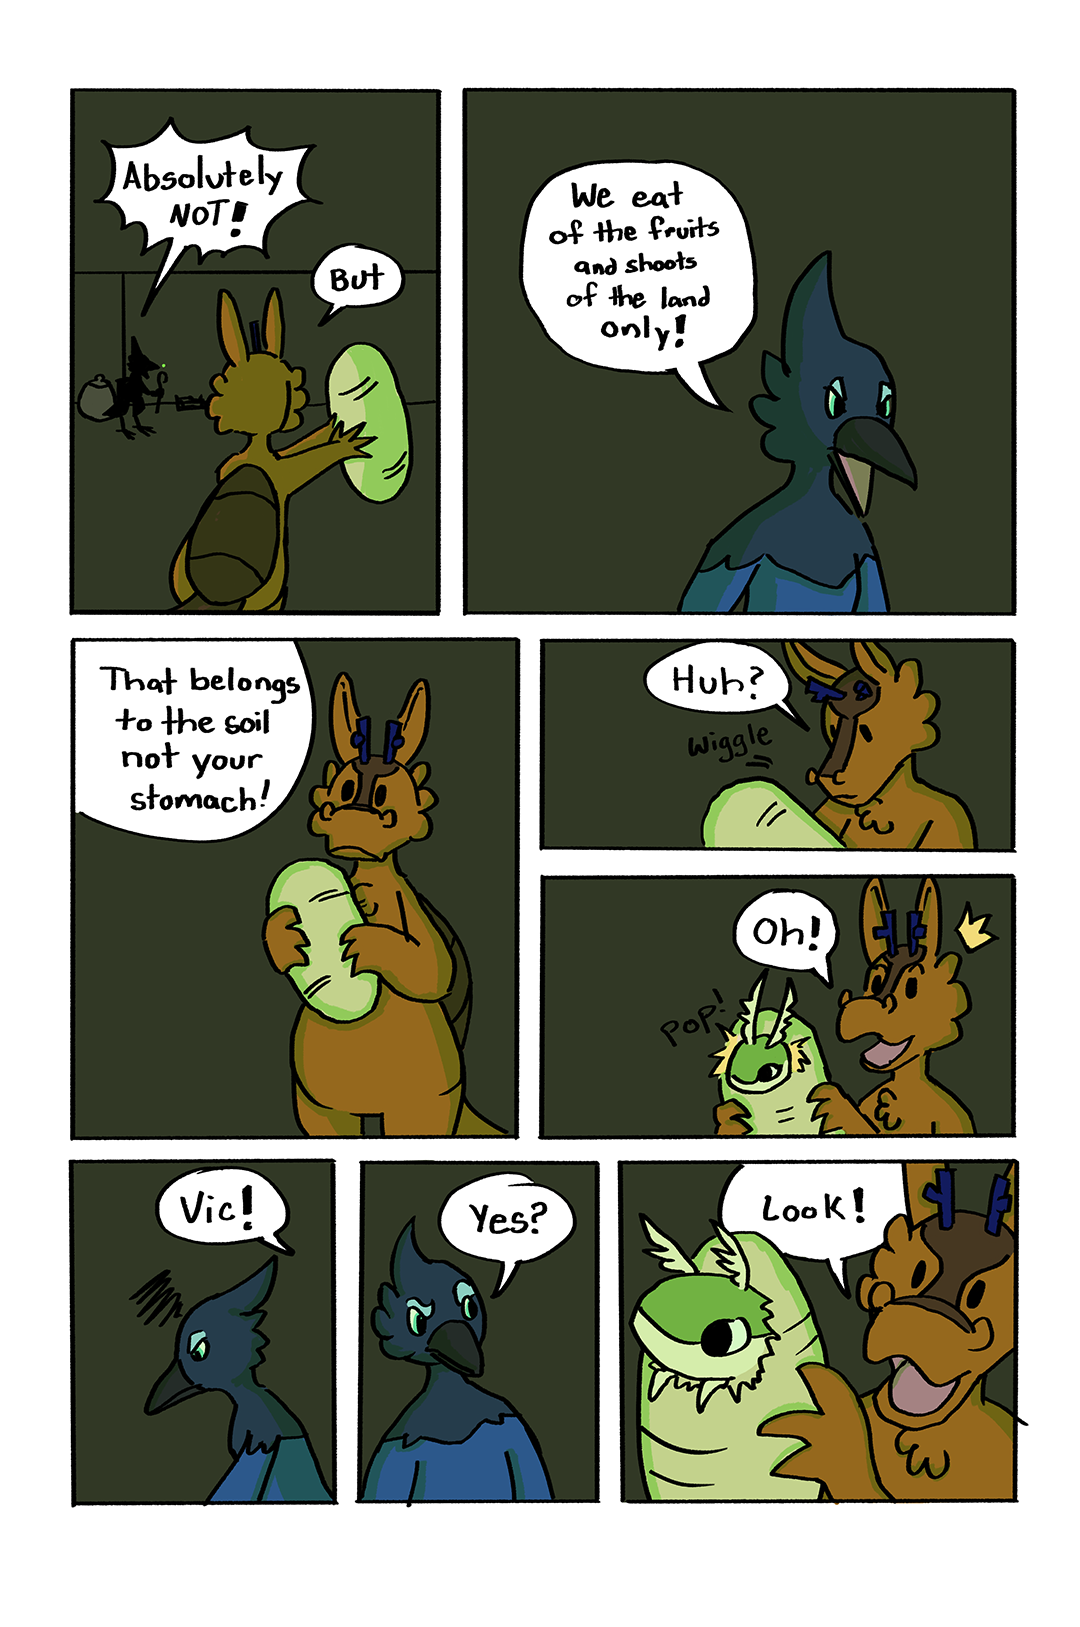 Absolutely
NOT!
But
We eat
of the fruits
and shoots
of the land
only!
That belongs
to the soil
not your
stomach!
Huh?
wiggle
Oh!
POP!
Vic!
Yes?
Look!